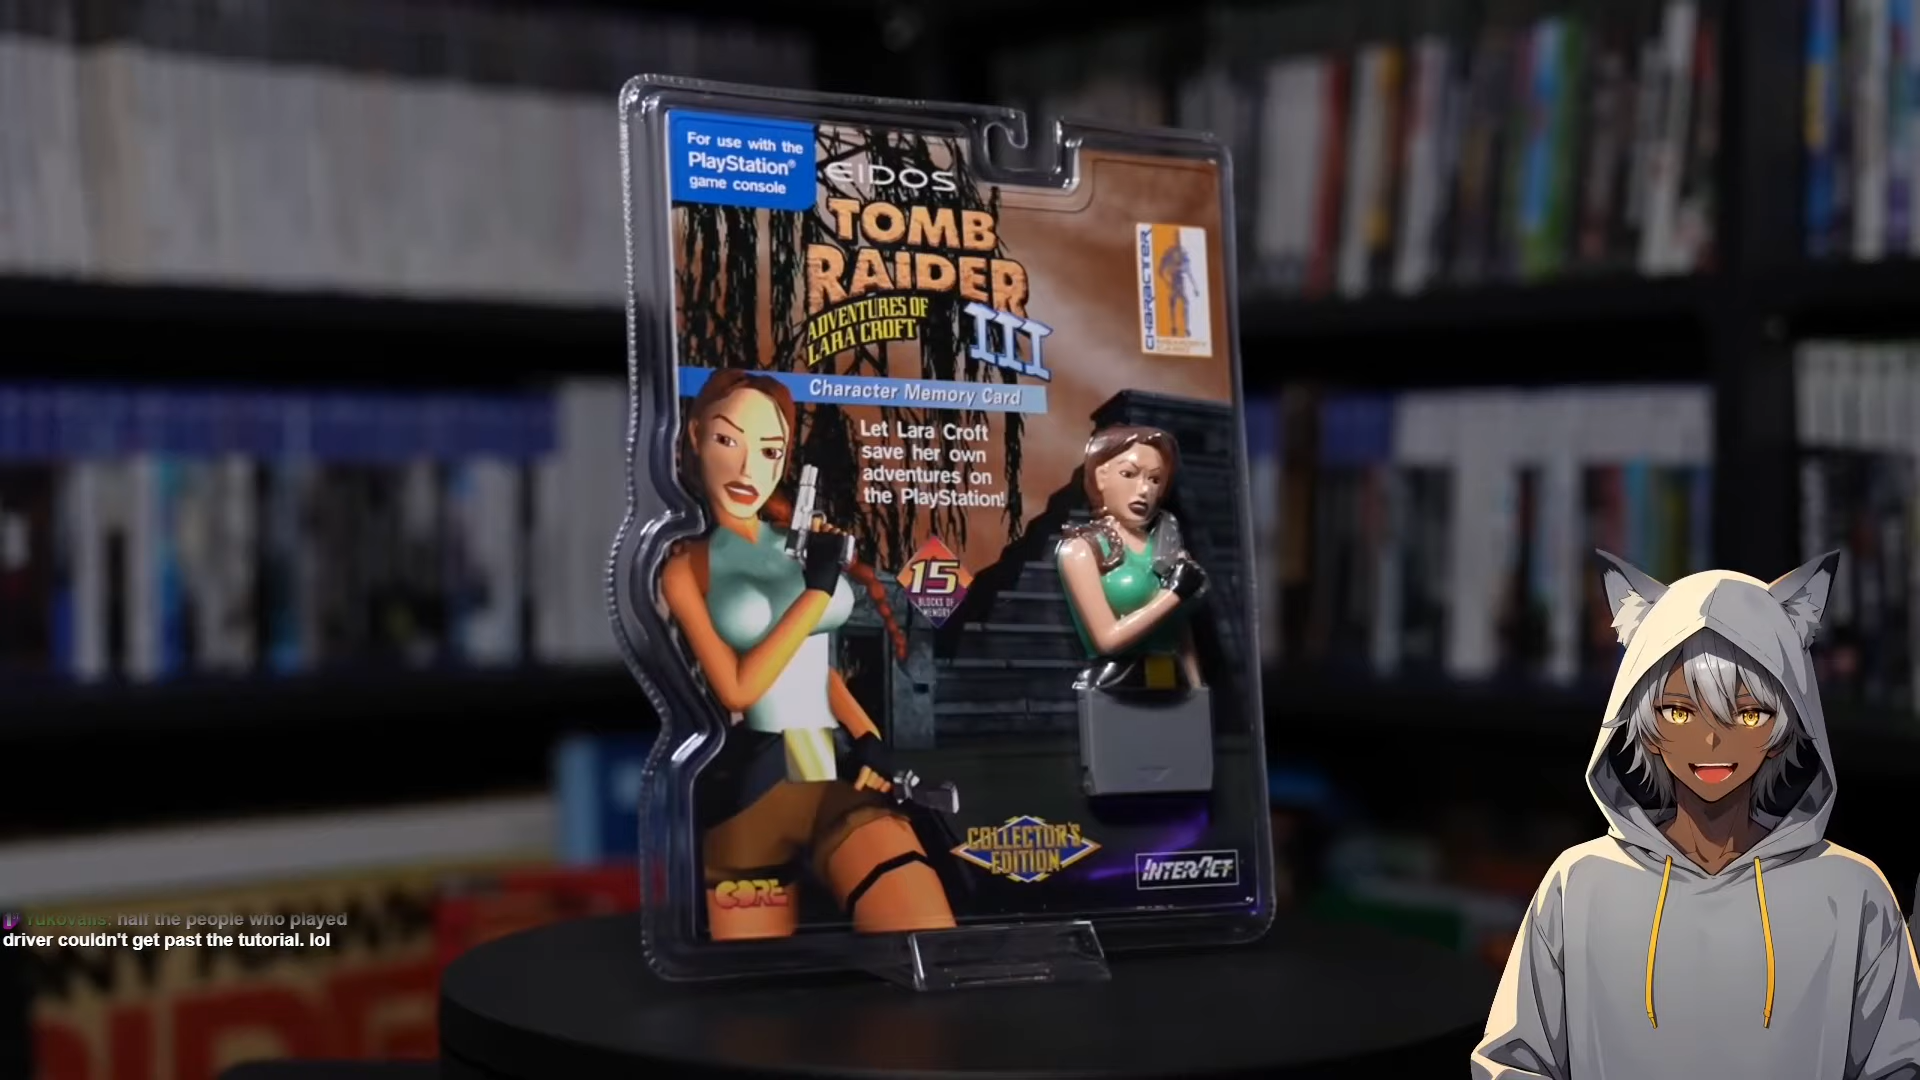 For use with the
PlayStation®
game console
EIDOS
TOMB
RAIDER
ADVENTURES OF
LARA CROFT
III
CHARACTER
Character Memory Card
Let Lara Croft
save her own
adventures on
the PlayStation!
15
BLOCKS OF
MEMORY
COLLECTOR'S
EDITION
INTERACT
CORE
Yukovalis: half the people who played
driver couldn't get past the tutorial. lol